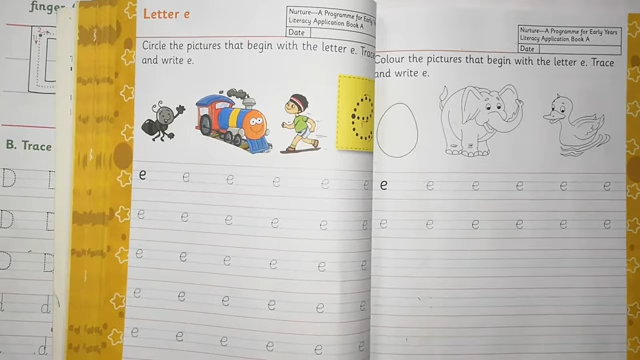 finger
B. Trace
D D
D D
D
d d
Letter e
Nurture—A Programme for Early
Literacy Application Book A
Date
Circle the pictures that begin with the letter e. Trace
and write e.
e
e e e e e e
e e e e e e
e e e e e e
e e e e e e
e e e e e e
Nurture—A Programme for Early Years
Literacy Application Book A
Date
Colour the pictures that begin with the letter e. Trace
and write e.
e e e e e e
e e e e e e